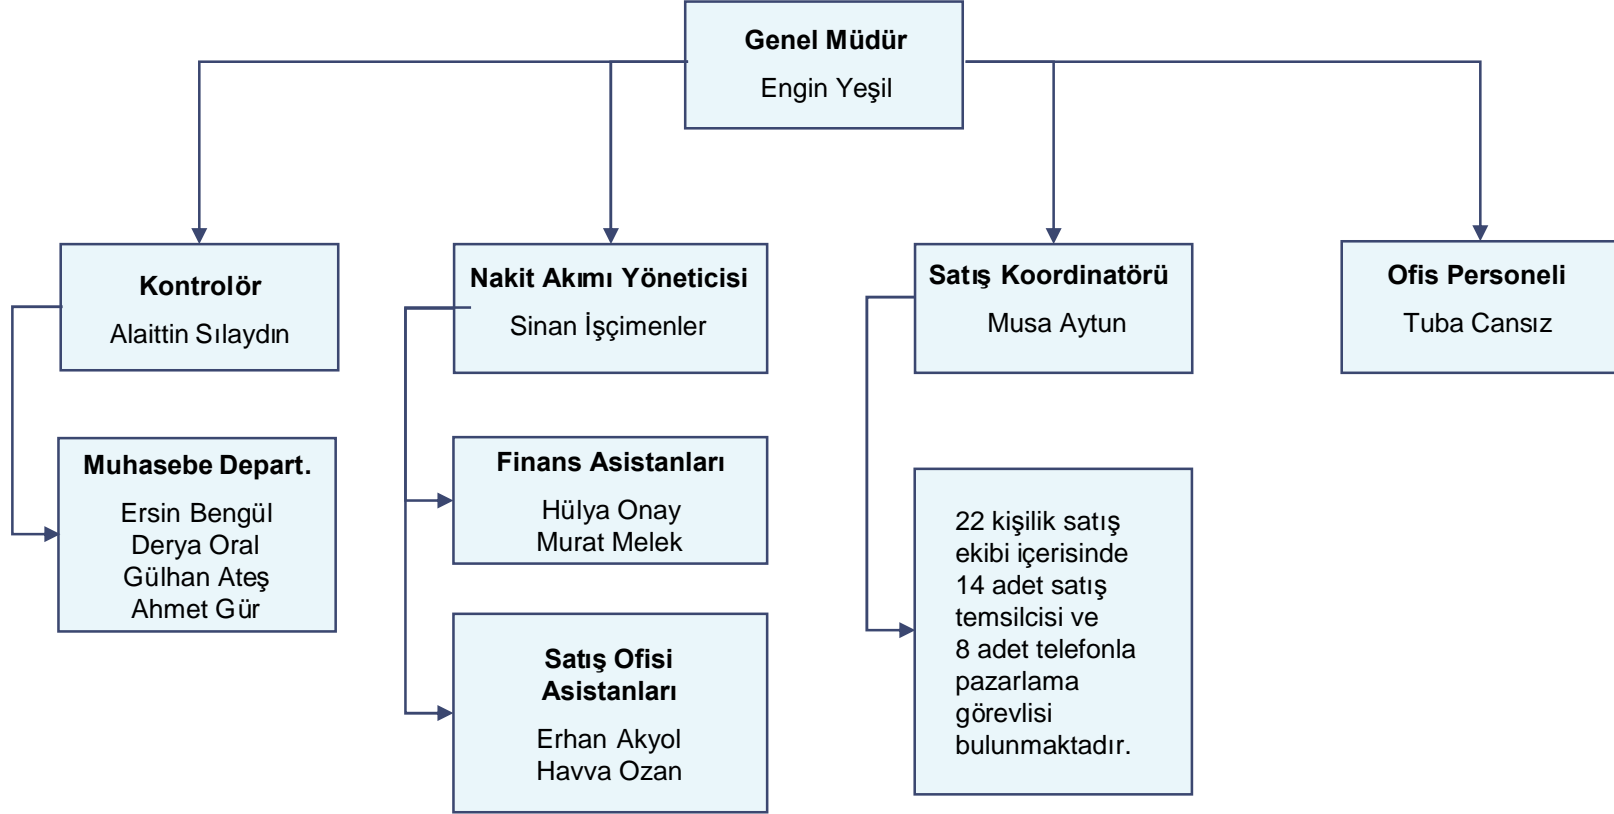 Genel Müdür
Engin Yeşil
Kontrolör
Alaittin Sılaydın
Nakit Akımı Yöneticisi
Sinan İşçimenler
Satış Koordinatörü
Musa Aytun
Ofis Personeli
Tuba Cansız
Muhasebe Depart.
Ersin Bengül
Derya Oral
Gülhan Ateş
Ahmet Gür
Finans Asistanları
Hülya Onay
Murat Melek
Satış Ofisi
Asistanları
Erhan Akyol
Havva Ozan
22 kişilik satış
ekibi içerisinde
14 adet satış
temsilcisi ve
8 adet telefonla
pazarlama
görevlisi
bulunmaktadır.